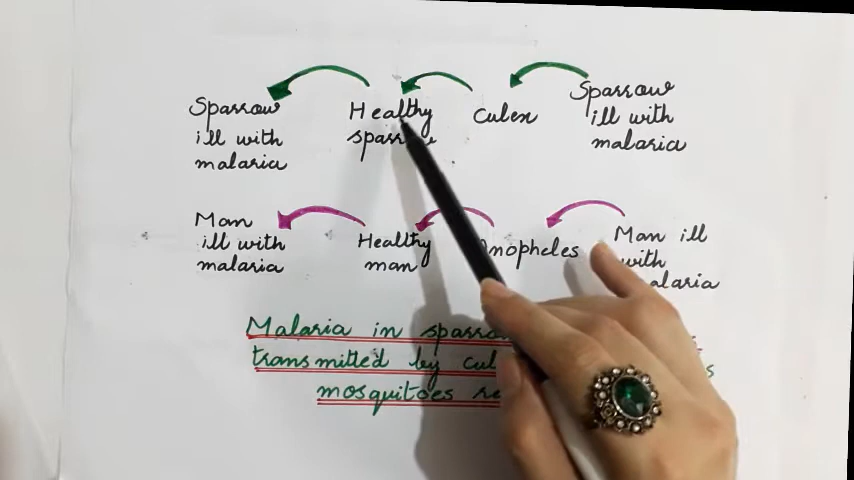 Sparrow ill with malaria
Healthy
Culex
Sparrow ill with malaria
Man ill with malaria
Healthy man
Anopheles
Man ill with malaria
Malaria in
transmitted by
mosquitoes